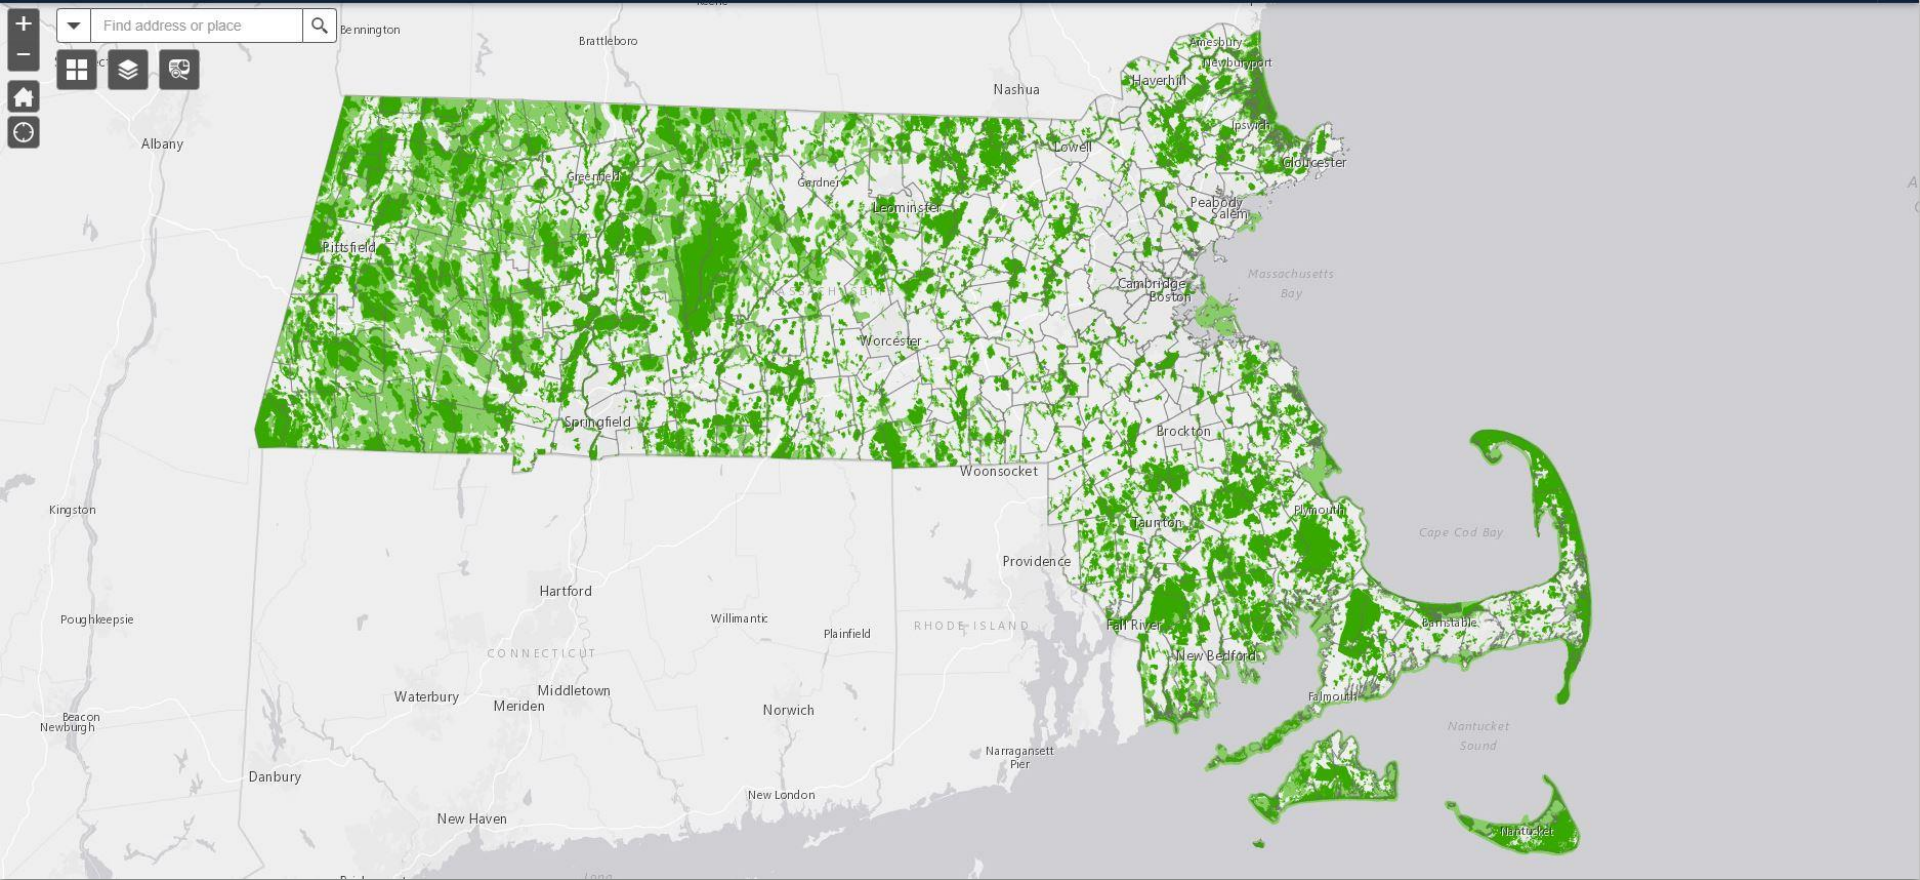 Keene
+
Find address or place
Bennington
−
Brattleboro
Amesbury
Newburyport
Haverhill
Nashua
Ipswich
Albany
Lowell
Gloucester
Greenfield
Gardner
Peabody
Leominster
Salem
Pittsfield
Massachusetts
Bay
Cambridge
Boston
MASSACHUSETTS
Worcester
Springfield
Brockton
Woonsocket
Kingston
Plymouth
Taunton
Cape Cod Bay
Providence
Hartford
Poughkeepsie
Willimantic
Plainfield
RHODE ISLAND
Fall River
Barnstable
CONNECTICUT
New Bedford
Waterbury
Middletown
Meriden
Falmouth
Norwich
Beacon
Newburgh
Nantucket
Sound
Narragansett
Pier
Danbury
New London
New Haven
Nantucket
Long